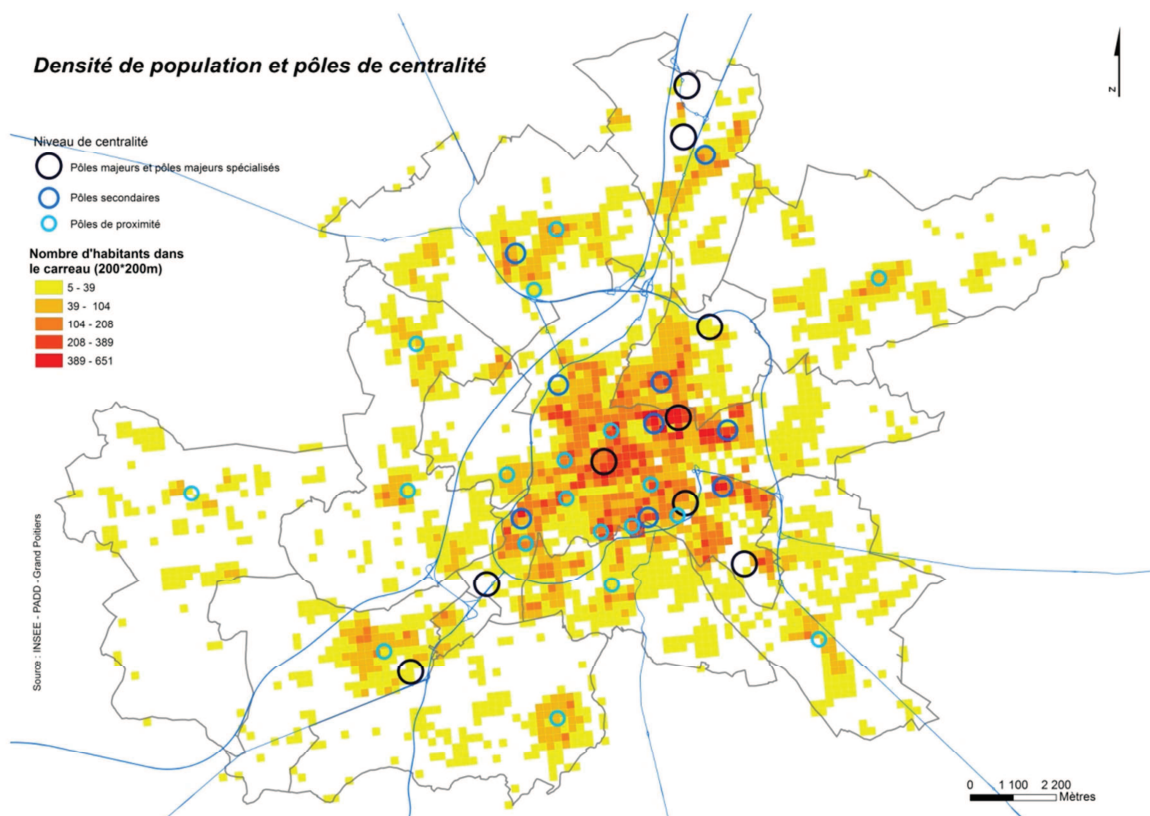 Densité de population et pôles de centralité
N
Niveau de centralité
Pôles majeurs et pôles majeurs spécialisés
Pôles secondaires
Pôles de proximité
Nombre d'habitants dans
le carreau (200*200m)
5 - 39
39 - 104
104 - 208
208 - 389
389 - 651
Source : INSEE - PADD - Grand Poitiers
0 1 100 2 200
Mètres